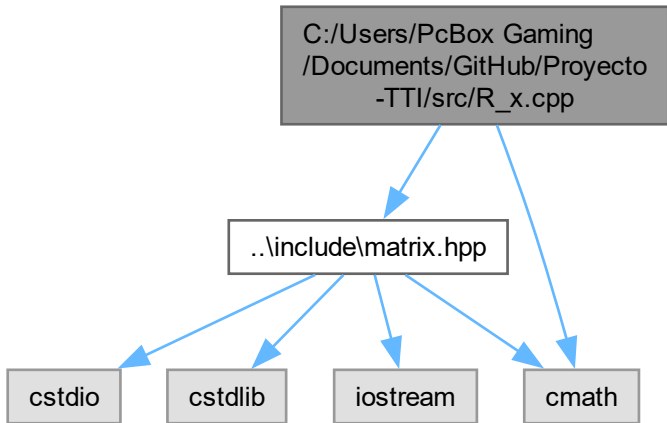 C:/Users/PcBox Gaming
/Documents/GitHub/Proyecto
-TTI/src/R_x.cpp
..\include\matrix.hpp
cstdio
cstdlib
iostream
cmath